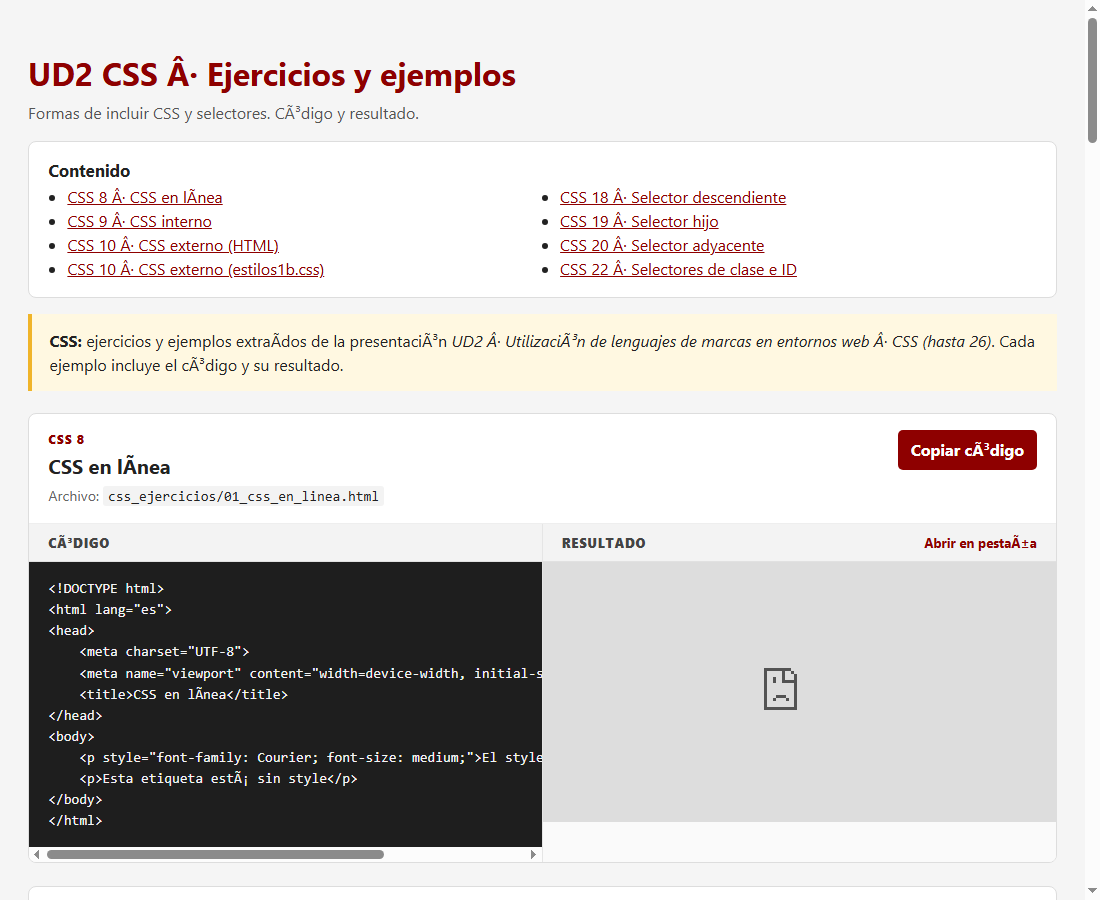 UD2 CSS Â· Ejercicios y ejemplos
Formas de incluir CSS y selectores. CÃ³digo y resultado.
Contenido
CSS 8 Â· CSS en lÃnea
CSS 9 Â· CSS interno
CSS 10 Â· CSS externo (HTML)
CSS 10 Â· CSS externo (estilos1b.css)
CSS 18 Â· Selector descendiente
CSS 19 Â· Selector hijo
CSS 20 Â· Selector adyacente
CSS 22 Â· Selectores de clase e ID
CSS: ejercicios y ejemplos extraÃdos de la presentaciÃ³n UD2 Â· UtilizaciÃ³n de lenguajes de marcas en entornos web Â· CSS (hasta 26). Cada
ejemplo incluye el cÃ³digo y su resultado.
CSS 8
CSS en lÃnea
Archivo: css_ejercicios/01_css_en_linea.html
Copiar cÃ³digo
CÃ³DIGO
<!DOCTYPE html>
<html lang="es">
<head>
    <meta charset="UTF-8">
    <meta name="viewport" content="width=device-width, initial-s
    <title>CSS en lÃnea</title>
</head>
<body>
    <p style="font-family: Courier; font-size: medium;">El style
    <p>Esta etiqueta estÃ¡ sin style</p>
</body>
</html>
RESULTADO
Abrir en pestaÃ±a